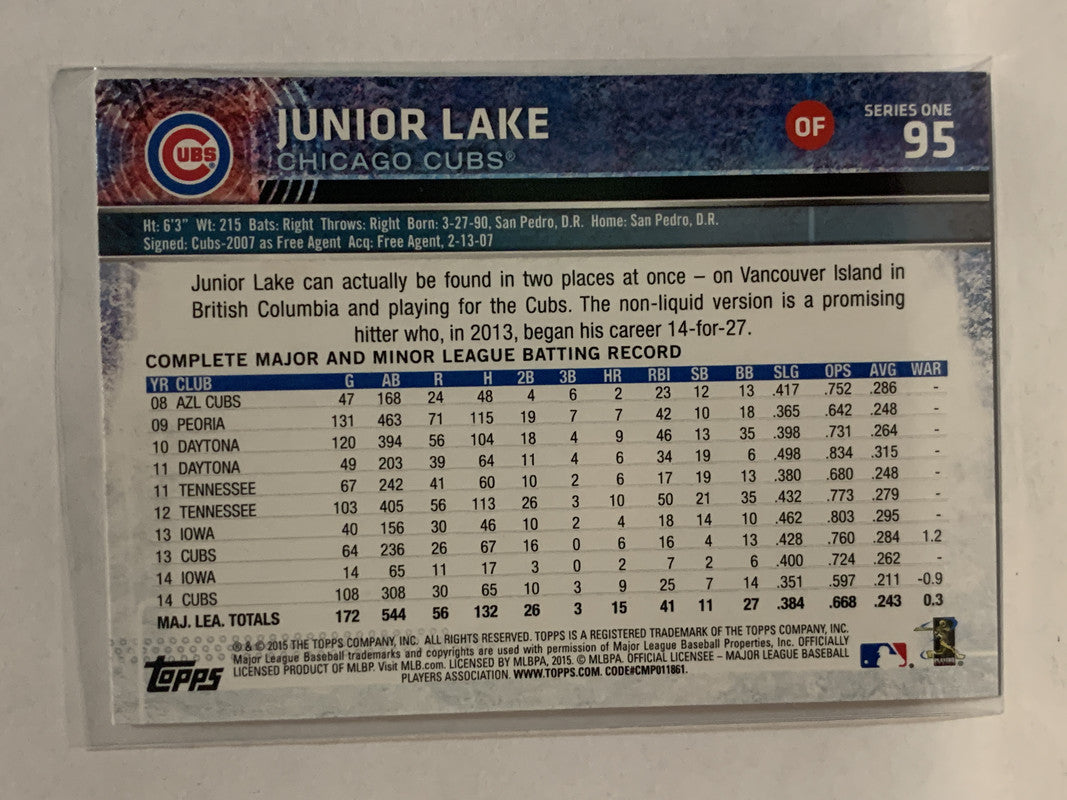 CUBS
JUNIOR LAKE
CHICAGO CUBS®
OF
SERIES ONE
95
Ht: 6'3" Wt: 215 Bats: Right Throws: Right Born: 3-27-90, San Pedro, D.R. Home: San Pedro, D.R.
Signed: Cubs-2007 as Free Agent Acq: Free Agent, 2-13-07
Junior Lake can actually be found in two places at once – on Vancouver Island in
British Columbia and playing for the Cubs. The non-liquid version is a promising
hitter who, in 2013, began his career 14-for-27.
COMPLETE MAJOR AND MINOR LEAGUE BATTING RECORD
YR CLUB G AB R H 2B 3B HR RBI SB BB SLG OPS AVG WAR
08 AZL CUBS 47 168 24 48 4 6 2 23 12 13 .417 .752 .286 -
09 PEORIA 131 463 71 115 19 7 7 42 10 18 .365 .642 .248 -
10 DAYTONA 120 394 56 104 18 4 9 46 13 35 .398 .731 .264 -
11 DAYTONA 49 203 39 64 11 4 6 34 19 6 .498 .834 .315 -
11 TENNESSEE 67 242 41 60 10 2 6 17 19 13 .380 .680 .248 -
12 TENNESSEE 103 405 56 113 26 3 10 50 21 35 .432 .773 .279 -
13 IOWA 40 156 30 46 10 2 4 18 14 10 .462 .803 .295 -
13 CUBS 64 236 26 67 16 0 6 16 4 13 .428 .760 .284 1.2
14 IOWA 14 65 11 17 3 0 2 7 2 6 .400 .724 .262 -
14 CUBS 108 308 30 65 10 3 9 25 7 14 .351 .597 .211 -0.9
MAJ. LEA. TOTALS 172 544 56 132 26 3 15 41 11 27 .384 .668 .243 0.3
® & © 2015 THE TOPPS COMPANY, INC. ALL RIGHTS RESERVED. TOPPS IS A REGISTERED TRADEMARK OF THE TOPPS COMPANY, INC.
Major League Baseball trademarks and copyrights are used with permission of Major League Baseball Properties, Inc. OFFICIALLY
LICENSED PRODUCT OF MLBP. Visit MLB.com. LICENSED BY MLBPA, 2015. © MLBPA. OFFICIAL LICENSEE – MAJOR LEAGUE BASEBALL
PLAYERS ASSOCIATION. WWW.TOPPS.COM. CODE#CMP011861.
topps